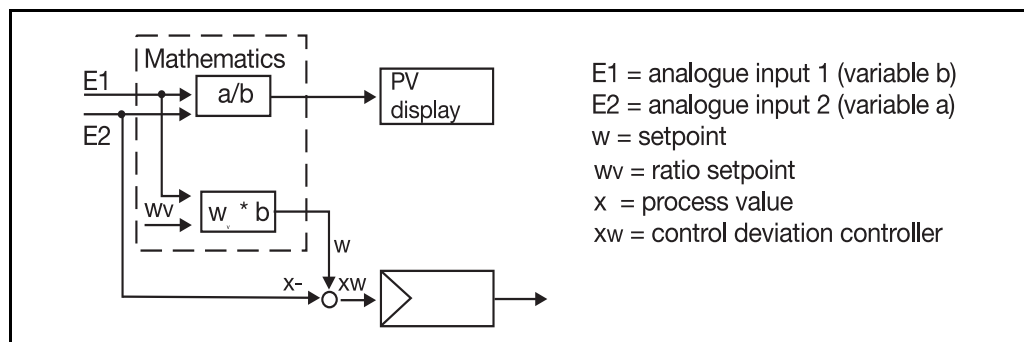 Mathematics
E1
a/b
PV
display
E2
wv
wv * b
w
x-
xw
E1 = analogue input 1 (variable b)
E2 = analogue input 2 (variable a)
w = setpoint
wv = ratio setpoint
x = process value
xw = control deviation controller